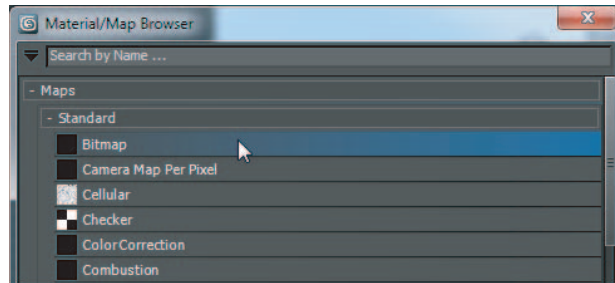 Material/Map Browser
Search by Name ...
- Maps
- Standard
Bitmap
Camera Map Per Pixel
Cellular
Checker
ColorCorrection
Combustion